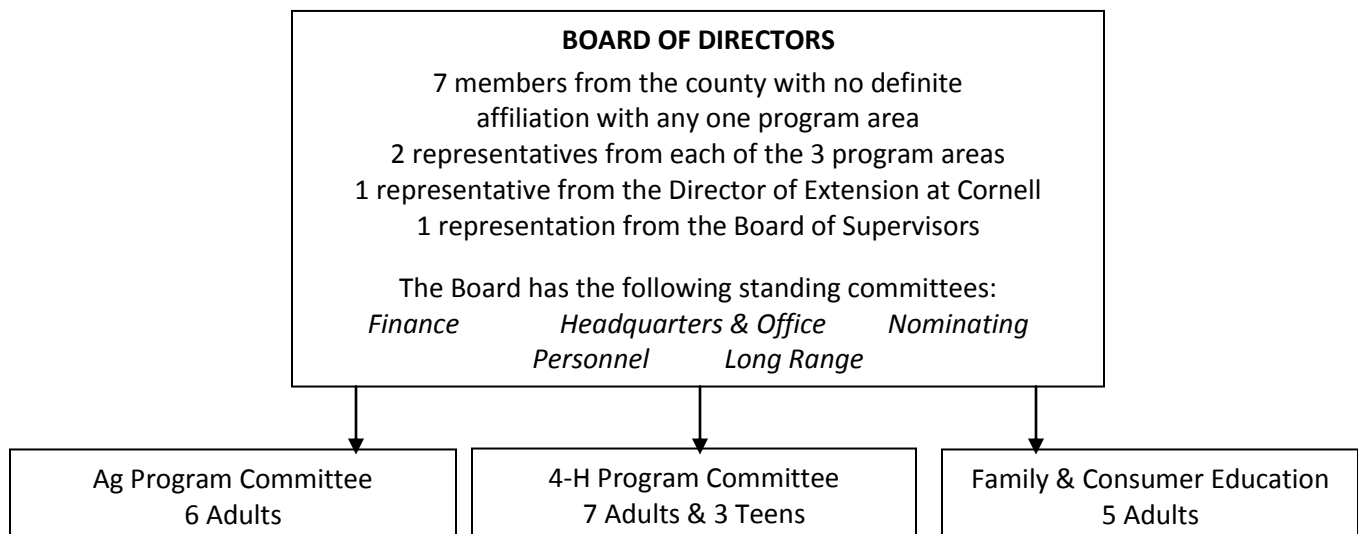 BOARD OF DIRECTORS
7 members from the county with no definite
affiliation with any one program area
2 representatives from each of the 3 program areas
1 representative from the Director of Extension at Cornell
1 representation from the Board of Supervisors
The Board has the following standing committees:
Finance Headquarters & Office Nominating
Personnel Long Range
Ag Program Committee
6 Adults
4-H Program Committee
7 Adults & 3 Teens
Family & Consumer Education
5 Adults